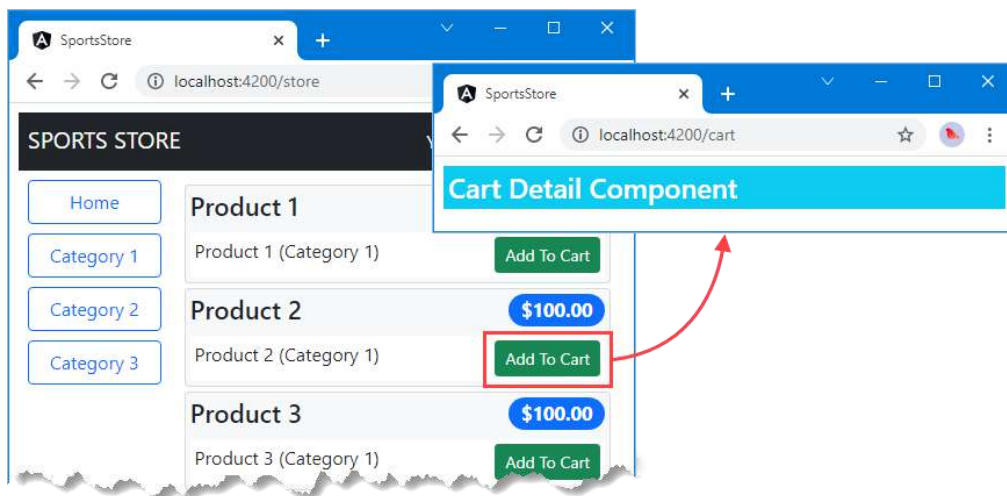 SportsStore
localhost:4200/store
SPORTS STORE
Home
Category 1
Category 2
Category 3
Product 1
Product 1 (Category 1)
Add To Cart
Product 2
$100.00
Product 2 (Category 1)
Add To Cart
Product 3
$100.00
Product 3 (Category 1)
Add To Cart
SportsStore
localhost:4200/cart
Cart Detail Component